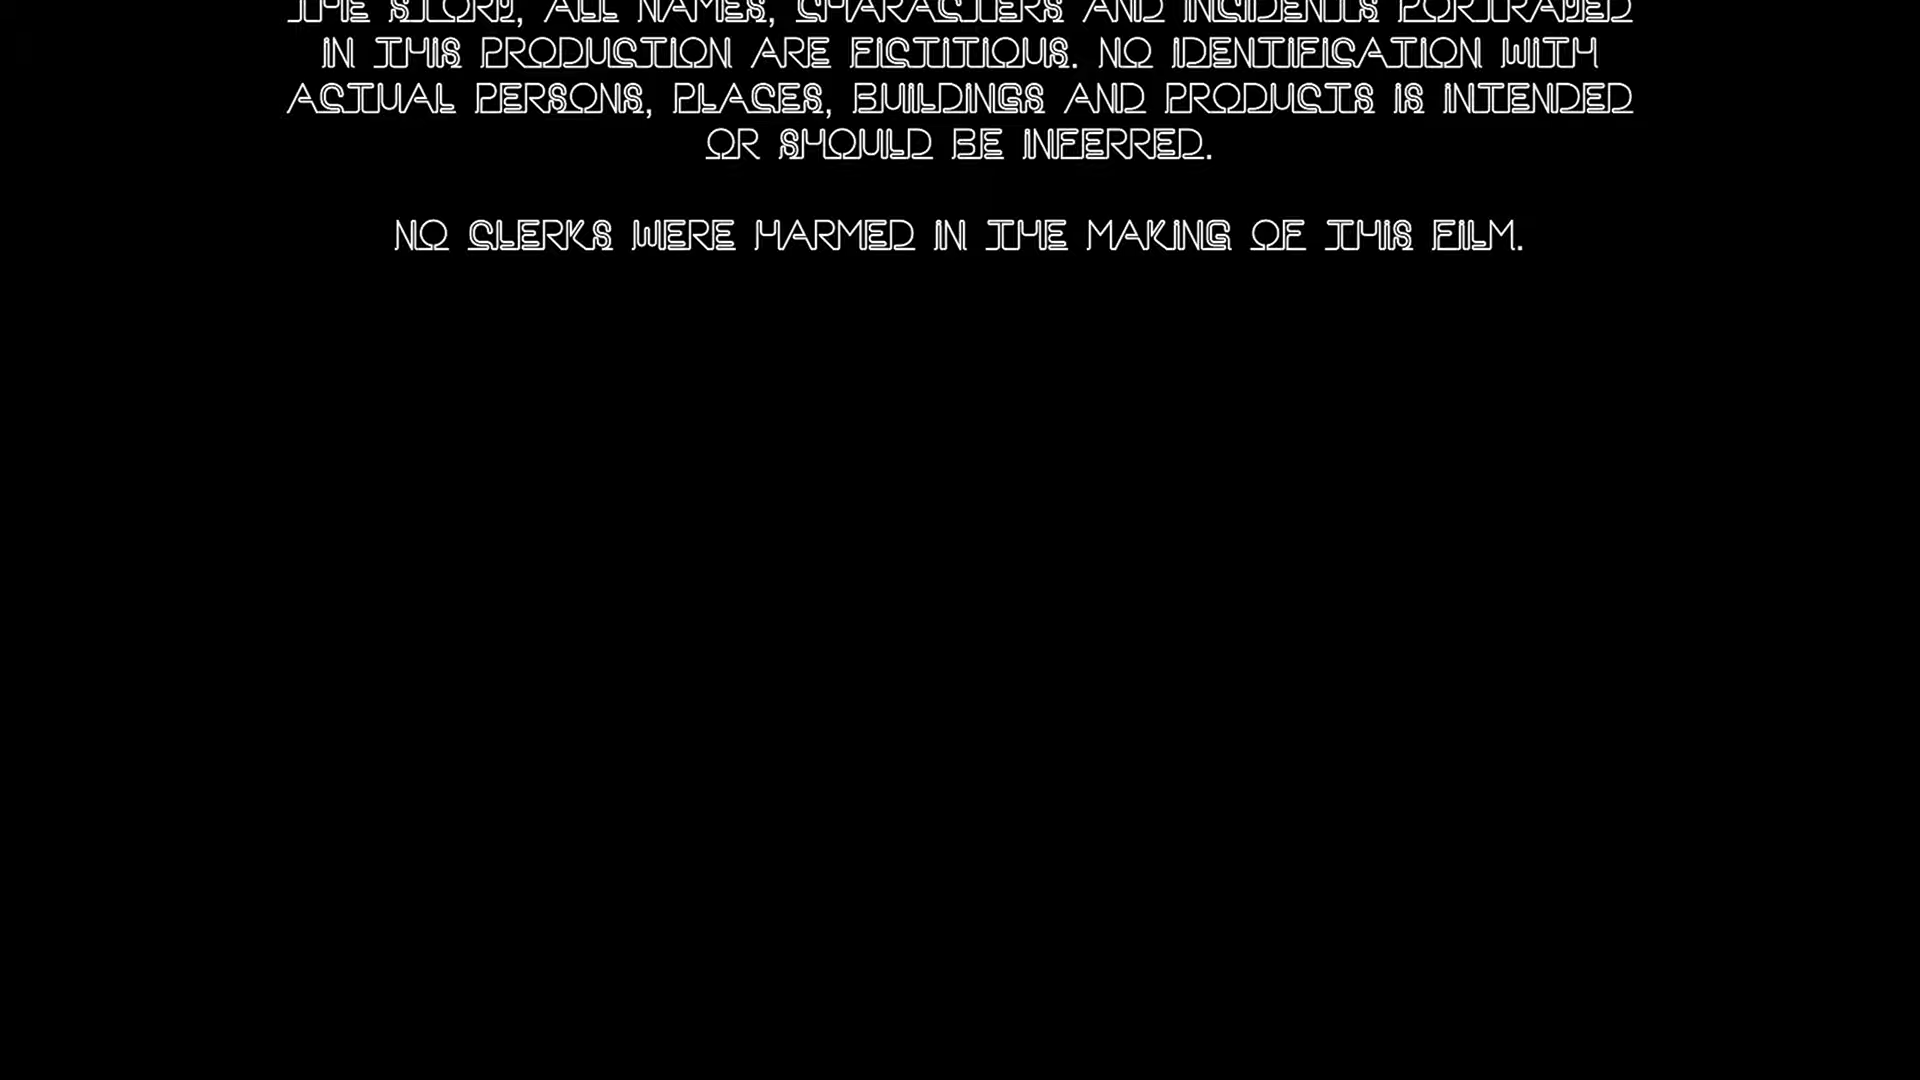 THE STORY, ALL NAMES, CHARACTERS AND INCIDENTS PORTRAYED
IN THIS PRODUCTION ARE FICTITIOUS. NO IDENTIFICATION WITH
ACTUAL PERSONS, PLACES, BUILDINGS AND PRODUCTS IS INTENDED
OR SHOULD BE INFERRED.
NO CLERKS WERE HARMED IN THE MAKING OF THIS FILM.